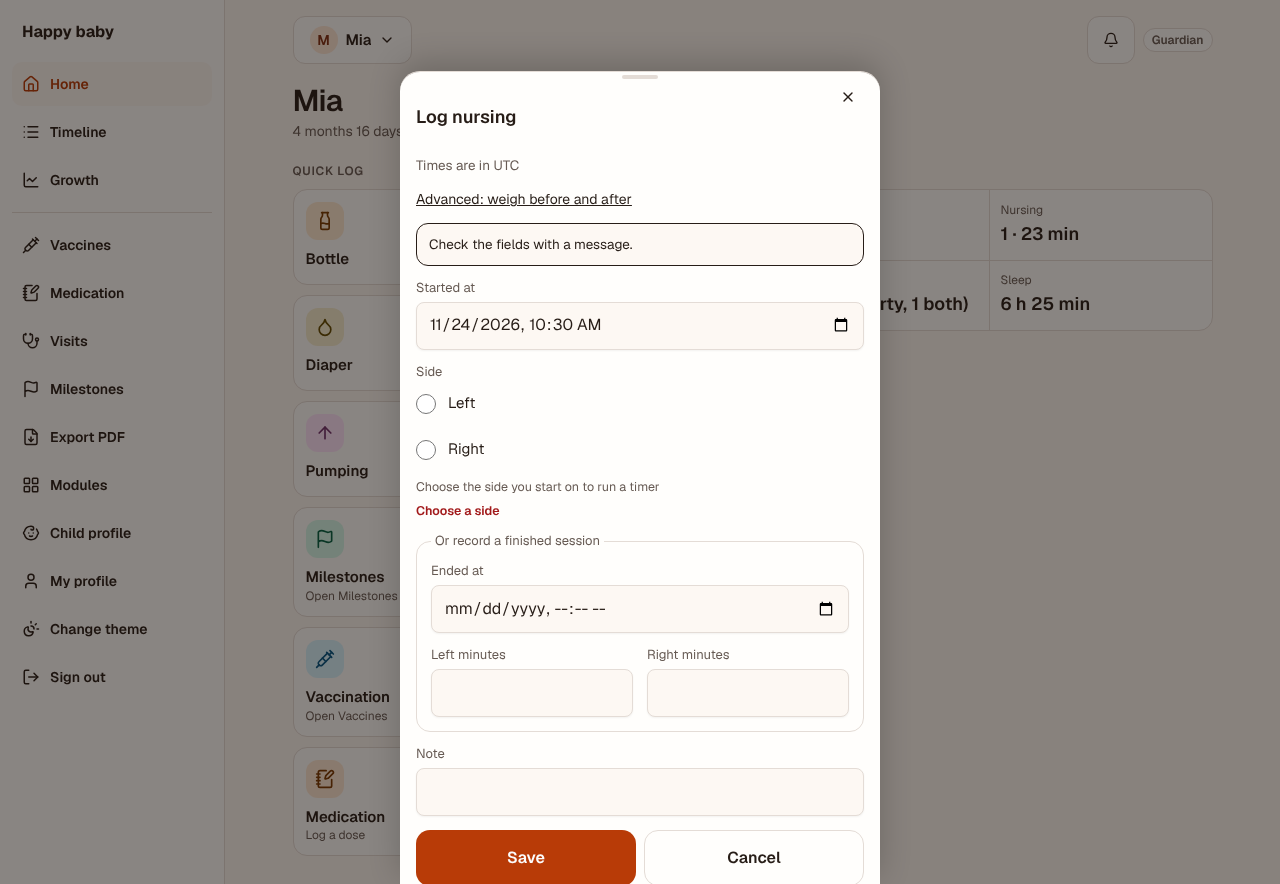 Happy baby
Home
Timeline
Growth
Vaccines
Medication
Visits
Milestones
Export PDF
Modules
Child profile
My profile
Change theme
Sign out
M Mia
Guardian
Mia
4 months 16 days
QUICK LOG
Bottle
Diaper
Pumping
Milestones
Open Milestones
Vaccination
Open Vaccines
Medication
Log a dose
Nursing
1 · 23 min
rty, 1 both)
Sleep
6 h 25 min
Log nursing
Times are in UTC
Advanced: weigh before and after
Check the fields with a message.
Started at
11/24/2026, 10:30 AM
Side
Left
Right
Choose the side you start on to run a timer
Choose a side
Or record a finished session
Ended at
mm/dd/yyyy, --:-- --
Left minutes
Right minutes
Note
Save
Cancel